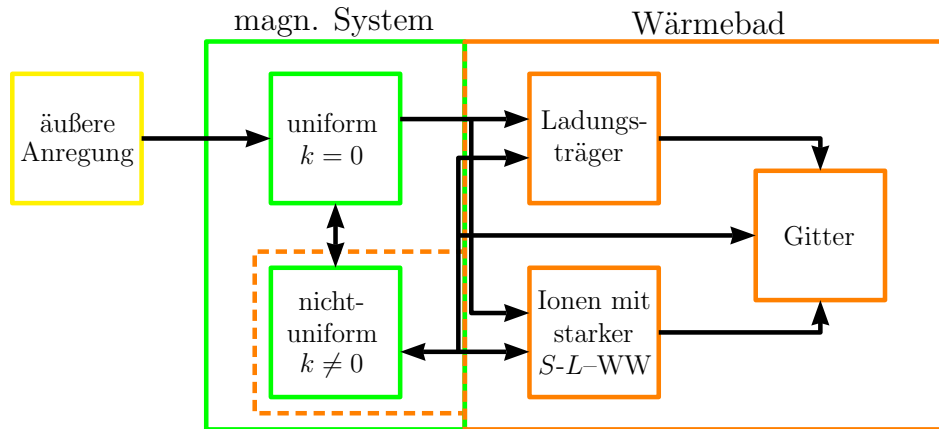 magn. System
Wärmebad
äußere
Anregung
uniform
k = 0
Ladungs-
träger
Gitter
nicht-
uniform
k ≠ 0
Ionen mit
starker
S-L–WW